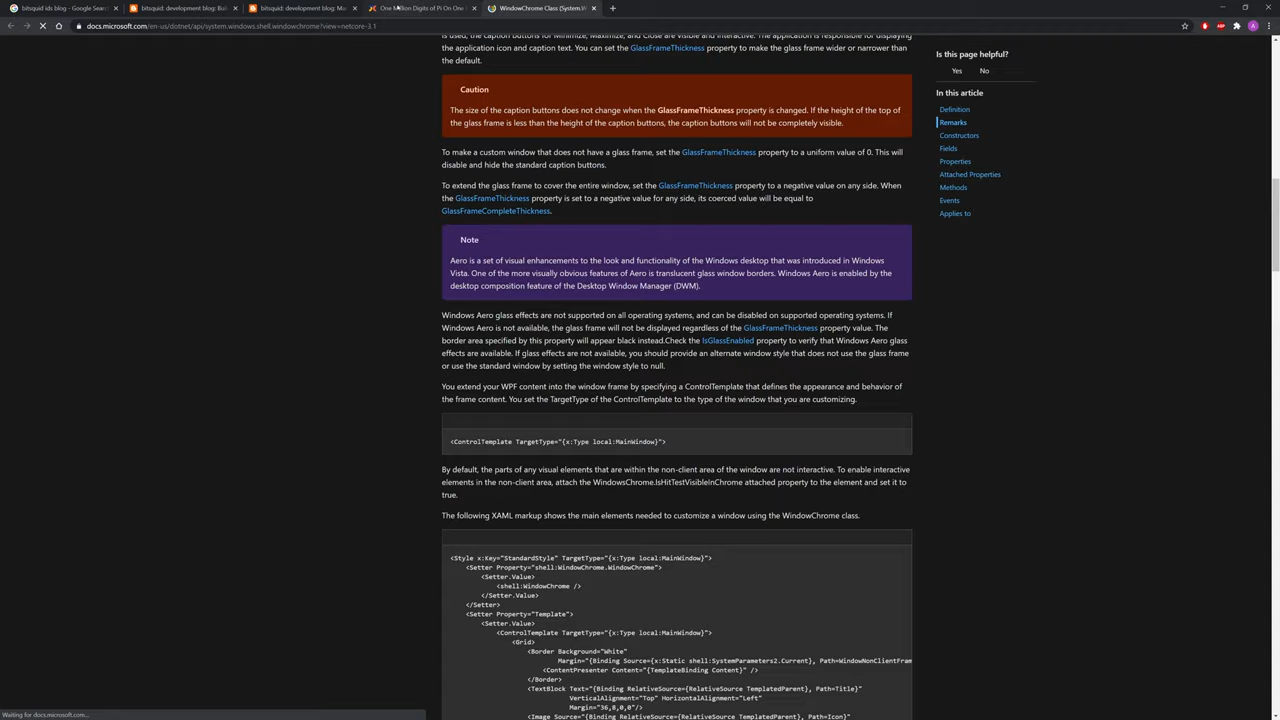 bitsquid ids blog - Google Searc
bitsquid: development blog: Buil
bitsquid: development blog: Ma
One Million Digits of Pi On One
WindowChrome Class (System.W
docs.microsoft.com/en-us/dotnet/api/system.windows.shell.windowchrome?view=netcore-3.1
is used, the caption buttons for Minimize, Maximize, and Close are visible and interactive. The application is responsible for displaying
the application icon and caption text. You can set the GlassFrameThickness property to make the glass frame wider or narrower than
the default.
Caution
The size of the caption buttons does not change when the GlassFrameThickness property is changed. If the height of the top of
the glass frame is less than the height of the caption buttons, the caption buttons will not be completely visible.
To make a custom window that does not have a glass frame, set the GlassFrameThickness property to a uniform value of 0. This will
disable and hide the standard caption buttons.
To extend the glass frame to cover the entire window, set the GlassFrameThickness property to a negative value on any side. When
the GlassFrameThickness property is set to a negative value for any side, its coerced value will be equal to
GlassFrameCompleteThickness.
Note
Aero is a set of visual enhancements to the look and functionality of the Windows desktop that was introduced in Windows
Vista. One of the more visually obvious features of Aero is translucent glass window borders. Windows Aero is enabled by the
desktop composition feature of the Desktop Window Manager (DWM).
Windows Aero glass effects are not supported on all operating systems, and can be disabled on supported operating systems. If
Windows Aero is not available, the glass frame will not be displayed regardless of the GlassFrameThickness property value. The
border area specified by this property will appear black instead.Check the IsGlassEnabled property to verify that Windows Aero glass
effects are available. If glass effects are not available, you should provide an alternate window style that does not use the glass frame
or use the standard window by setting the window style to null.
You extend your WPF content into the window frame by specifying a ControlTemplate that defines the appearance and behavior of
the frame content. You set the TargetType of the ControlTemplate to the type of the window that you are customizing.
<ControlTemplate TargetType="{x:Type local:MainWindow}">
By default, the parts of any visual elements that are within the non-client area of the window are not interactive. To enable interactive
elements in the non-client area, attach the WindowsChrome.IsHitTestVisibleInChrome attached property to the element and set it to
true.
The following XAML markup shows the main elements needed to customize a window using the WindowChrome class.
<Style x:Key="StandardStyle" TargetType="{x:Type local:MainWindow}">
<Setter Property="shell:WindowChrome.WindowChrome">
<Setter.Value>
<shell:WindowChrome />
</Setter.Value>
</Setter>
<Setter Property="Template">
<Setter.Value>
<ControlTemplate TargetType="{x:Type local:MainWindow}">
<Grid>
<Border Background="White"
Margin="{Binding Source={x:Static shell:SystemParameters2.Current}, Path=WindowNonClientFram
<ContentPresenter Content="{TemplateBinding Content}" />
</Border>
<TextBlock Text="{Binding RelativeSource={RelativeSource TemplatedParent}, Path=Title}"
VerticalAlignment="Top" HorizontalAlignment="Left"
Margin="36,8,0,0"/>
<Image Source="{Binding RelativeSource={RelativeSource TemplatedParent}, Path=Icon}"
Is this page helpful?
Yes No
In this article
Definition
Remarks
Constructors
Fields
Properties
Attached Properties
Methods
Events
Applies to
Waiting for docs.microsoft.com...